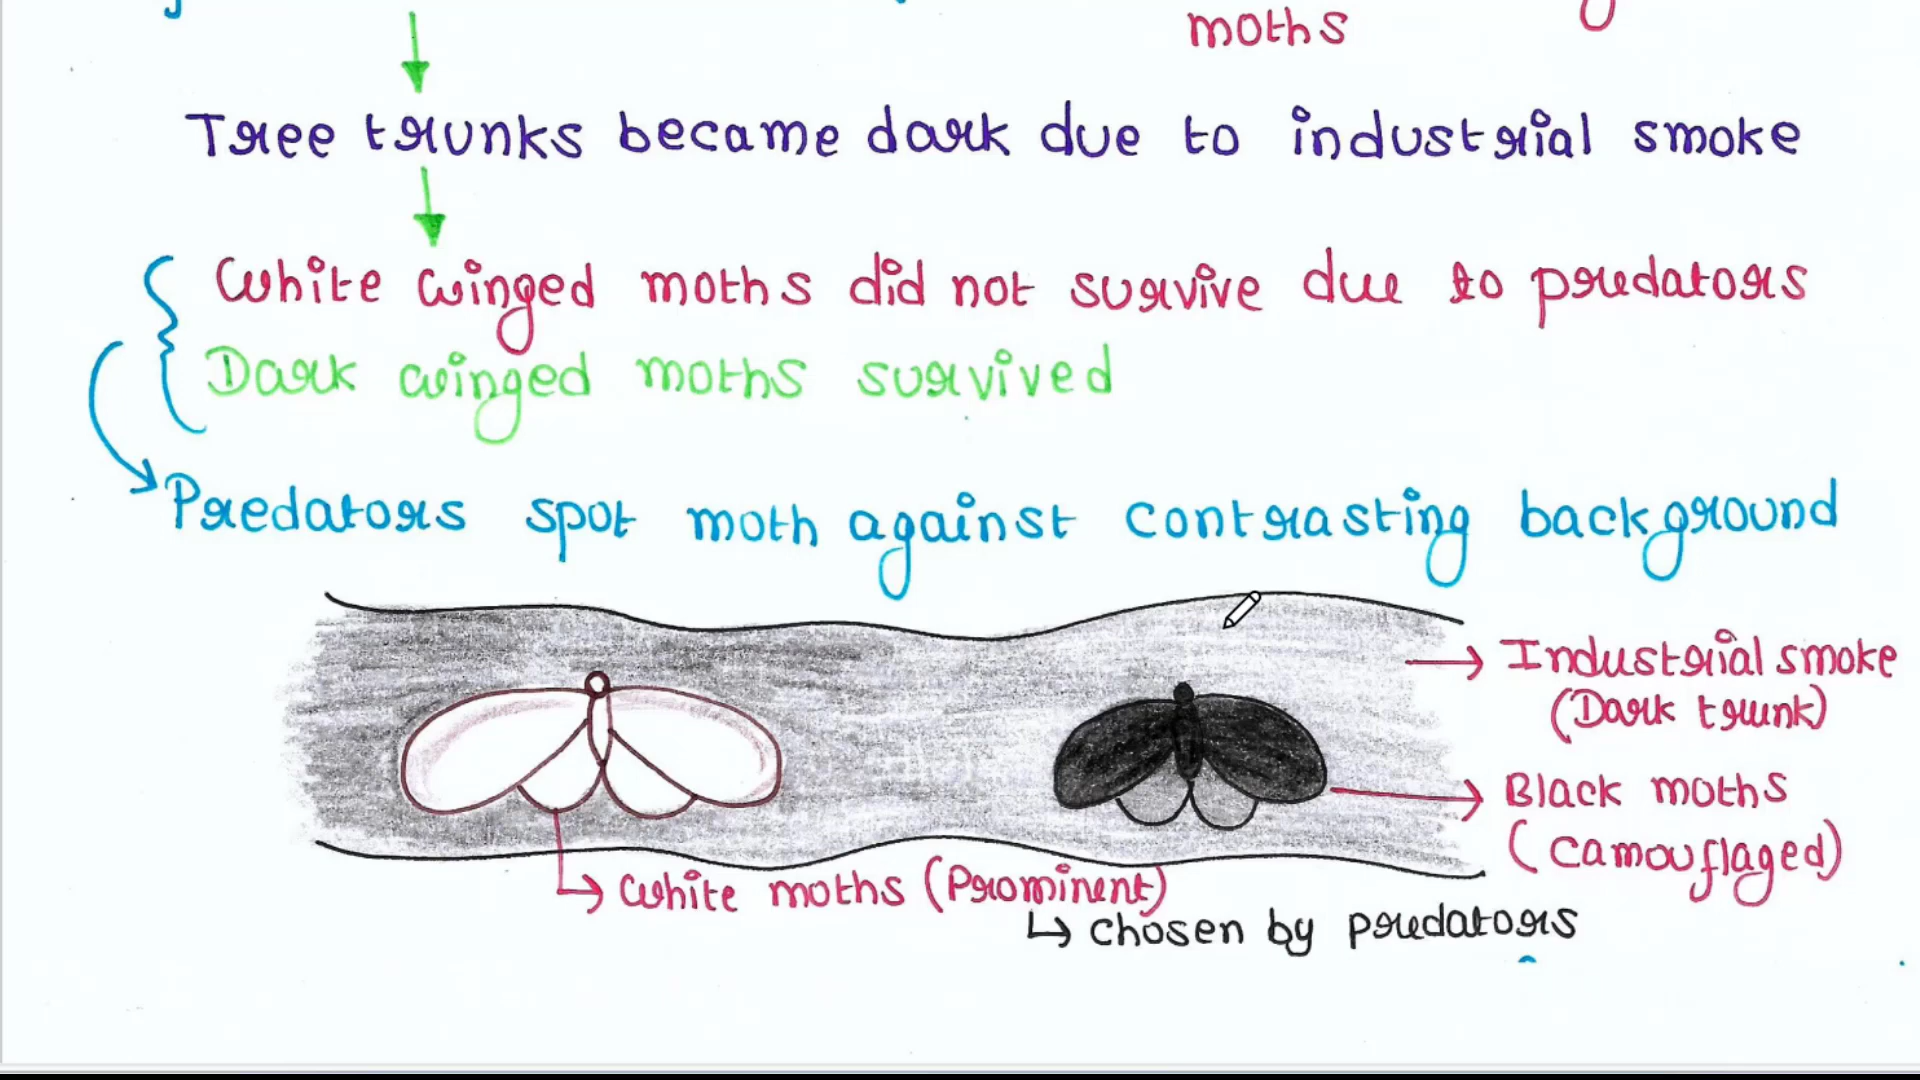 moths
Tree trunks became dark due to industrial smoke
White winged moths did not survive due to predators
Dark winged moths survived
Predators spot moth against contrasting background
Industrial smoke
(Dark trunk)
Black moths
(Camouflaged)
White moths (Prominent)
chosen by predators